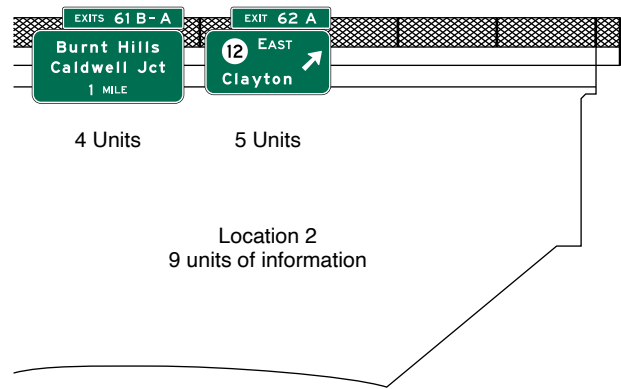 EXITS 61 B-A
Burnt Hills
Caldwell Jct
1 MILE
EXIT 62 A
12 EAST
Clayton
4 Units
5 Units
Location 2
9 units of information